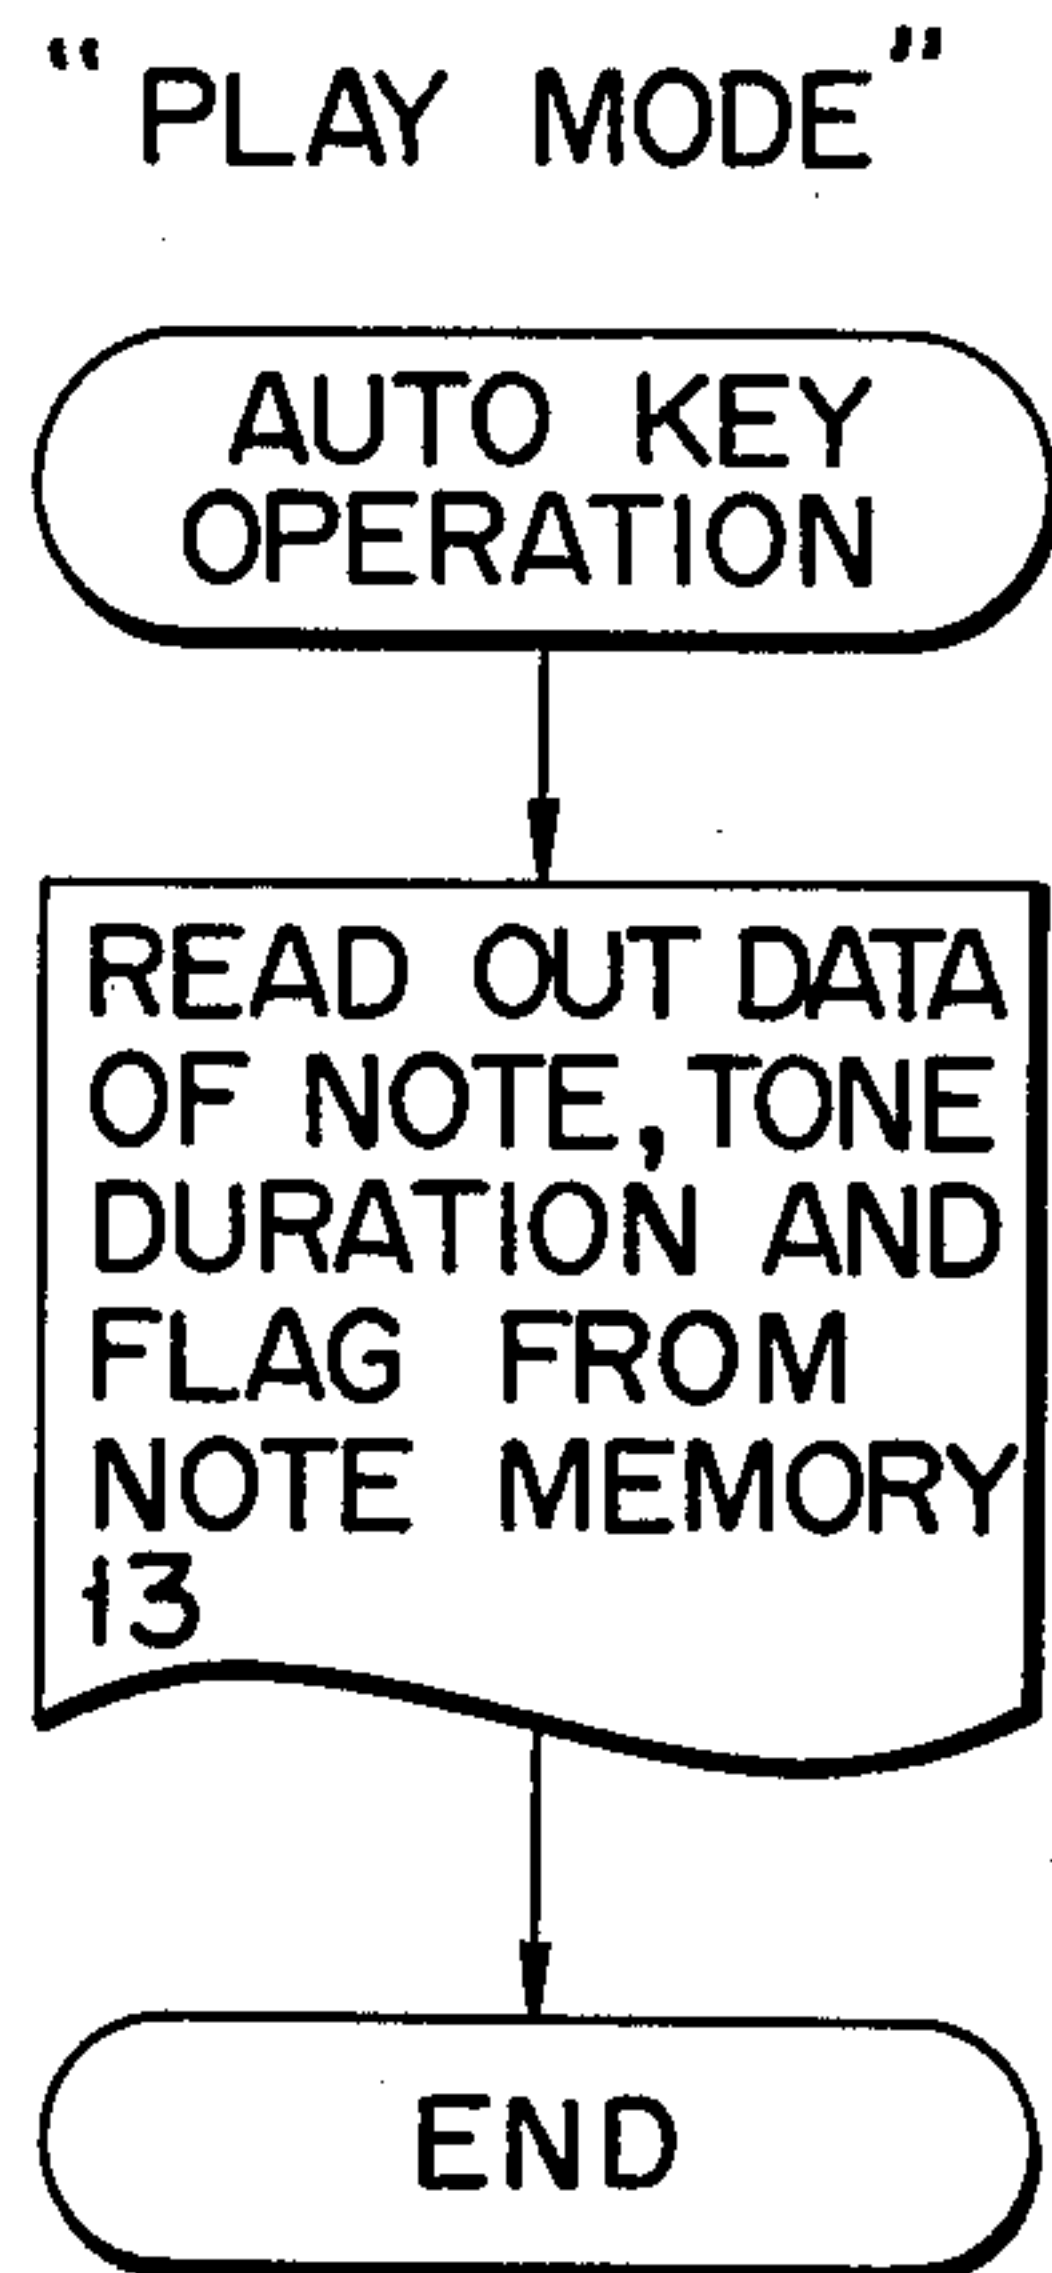 “PLAY MODE”
AUTO KEY
OPERATION
READ OUT DATA
OF NOTE, TONE
DURATION AND
FLAG FROM
NOTE MEMORY
13
END